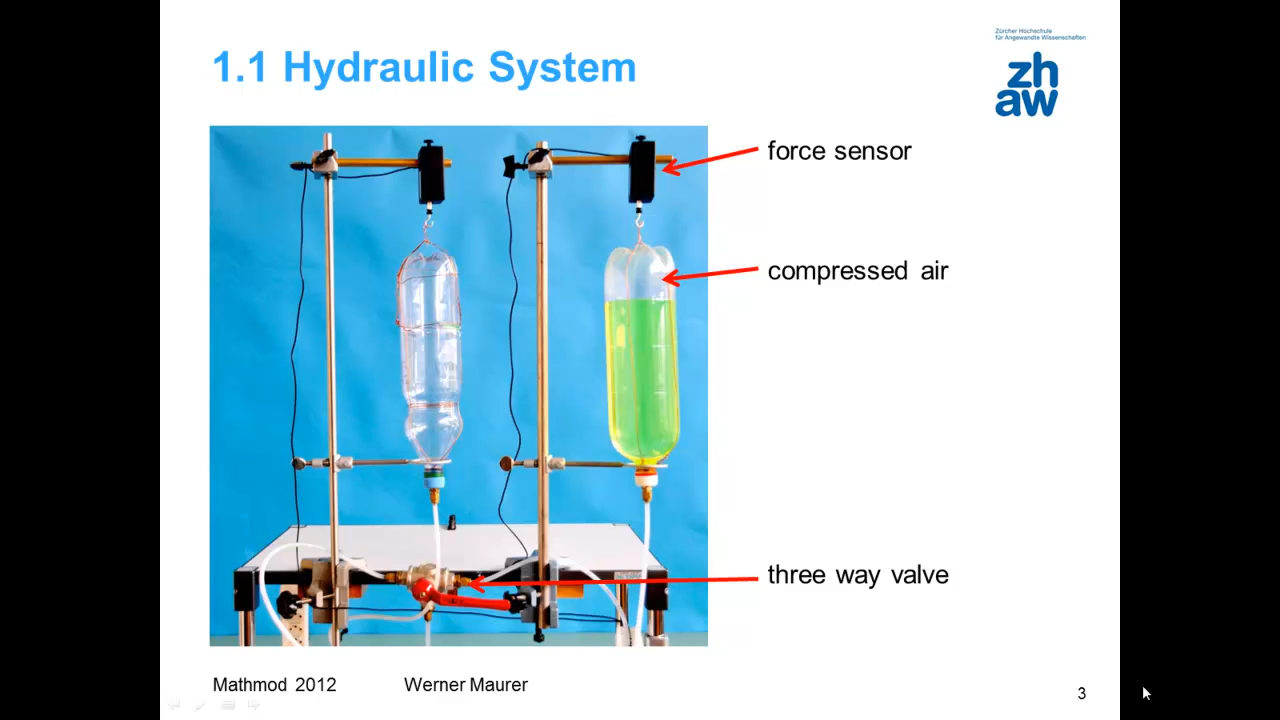 Zürcher Hochschule
für Angewandte Wissenschaften
zh
aw
1.1 Hydraulic System
force sensor
compressed air
three way valve
Mathmod 2012 Werner Maurer
3